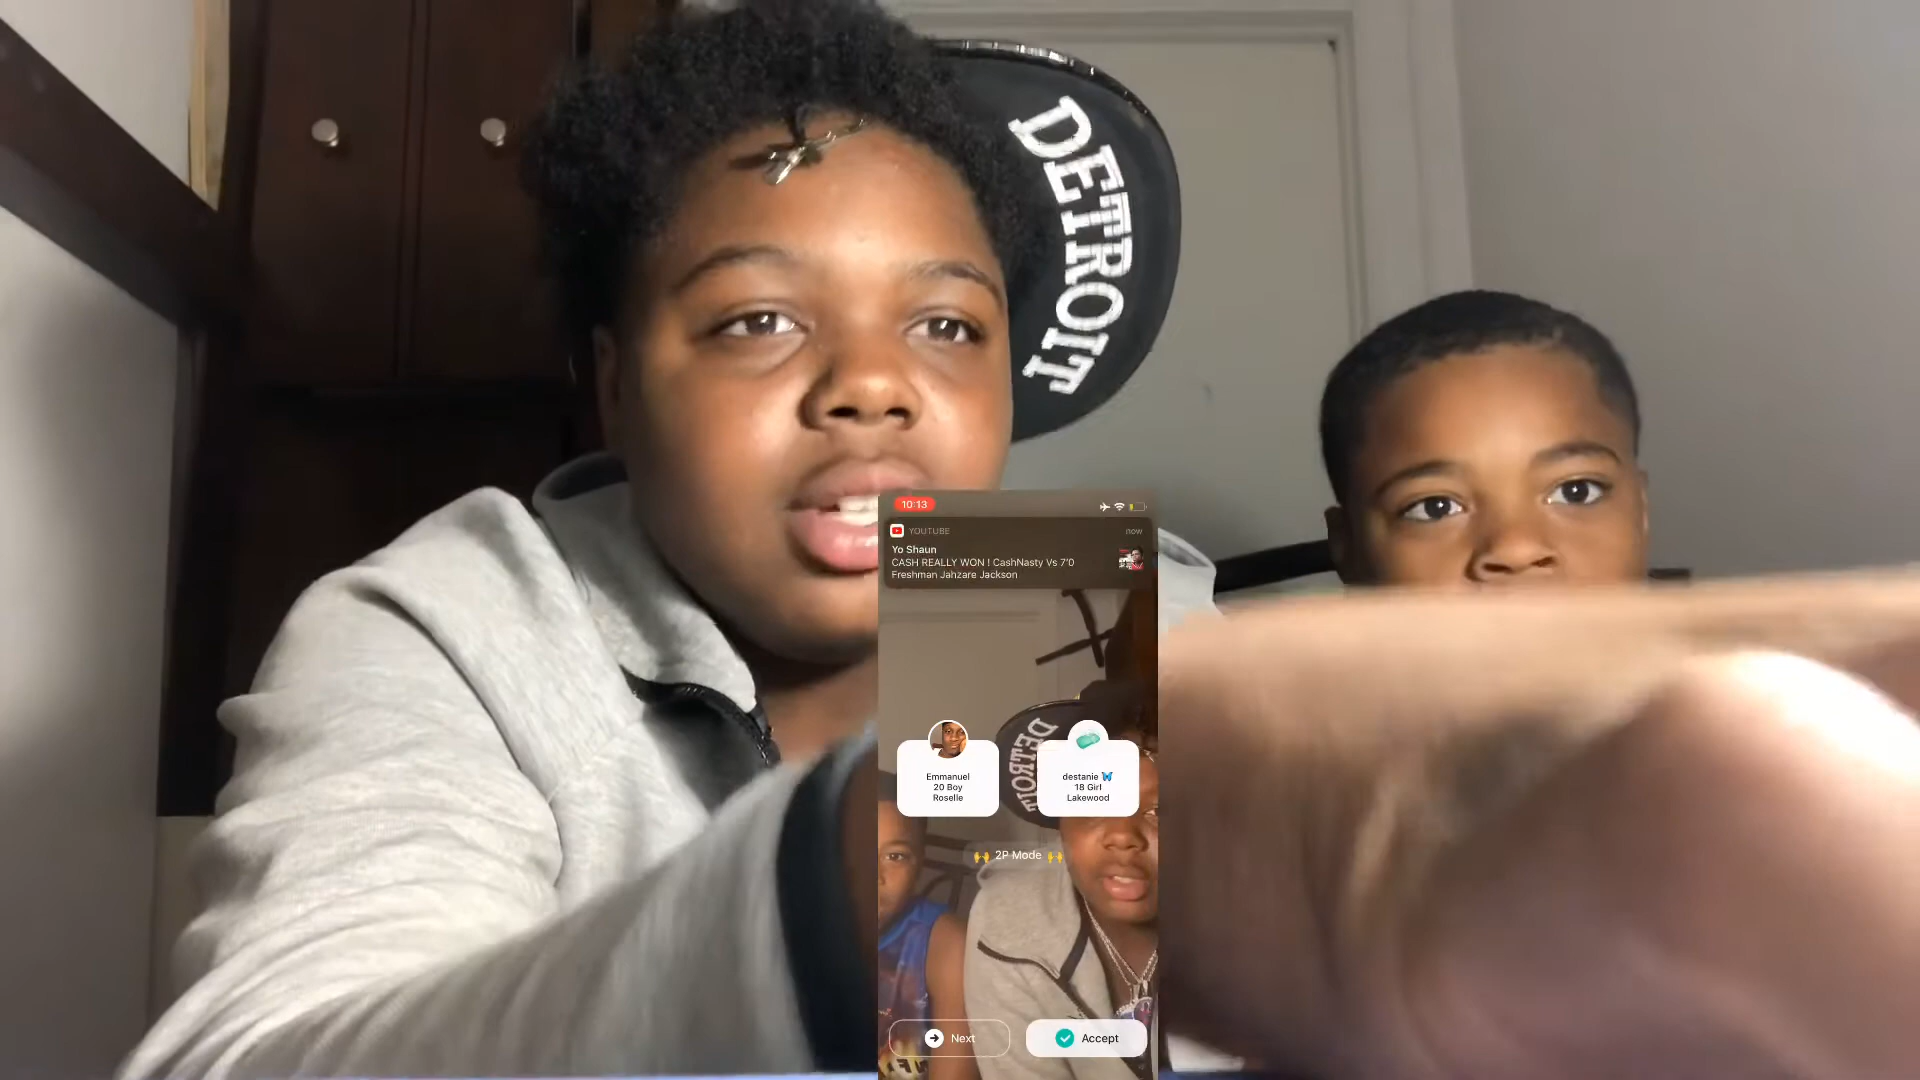 DETROIT
10:13
YOUTUBE
now
Yo Shaun
CASH REALLY WON ! CashNasty Vs 7'0
Freshman Jahzare Jackson
DETROIT
Emmanuel
20 Boy
Roselle
destanie 🦋
18 Girl
Lakewood
🙌 2P Mode 🙌
Next
Accept